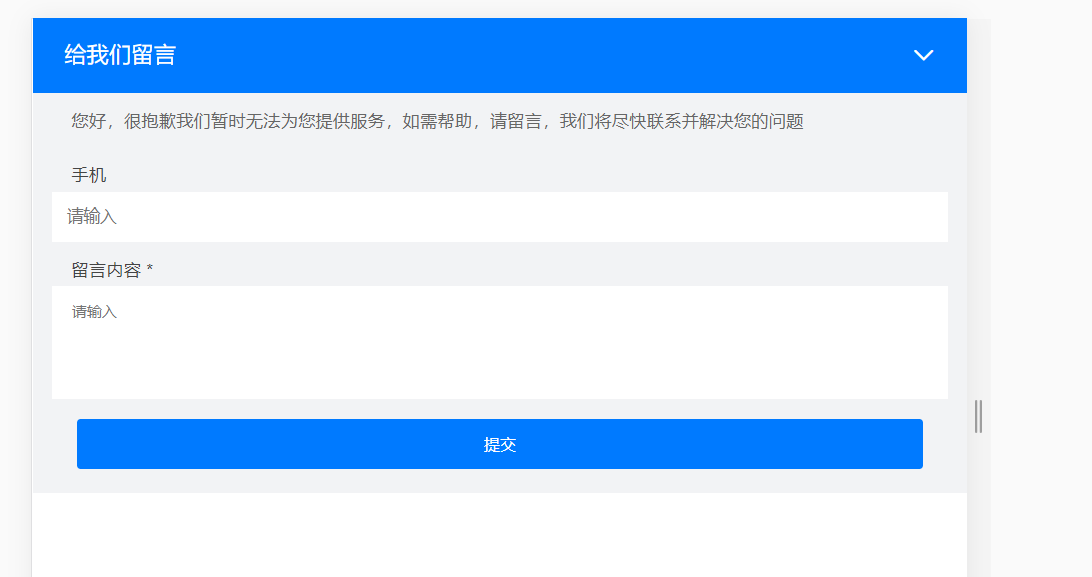 给我们留言
您好，很抱歉我们暂时无法为您提供服务，如需帮助，请留言，我们将尽快联系并解决您的问题
手机
请输入
留言内容 *
请输入
提交